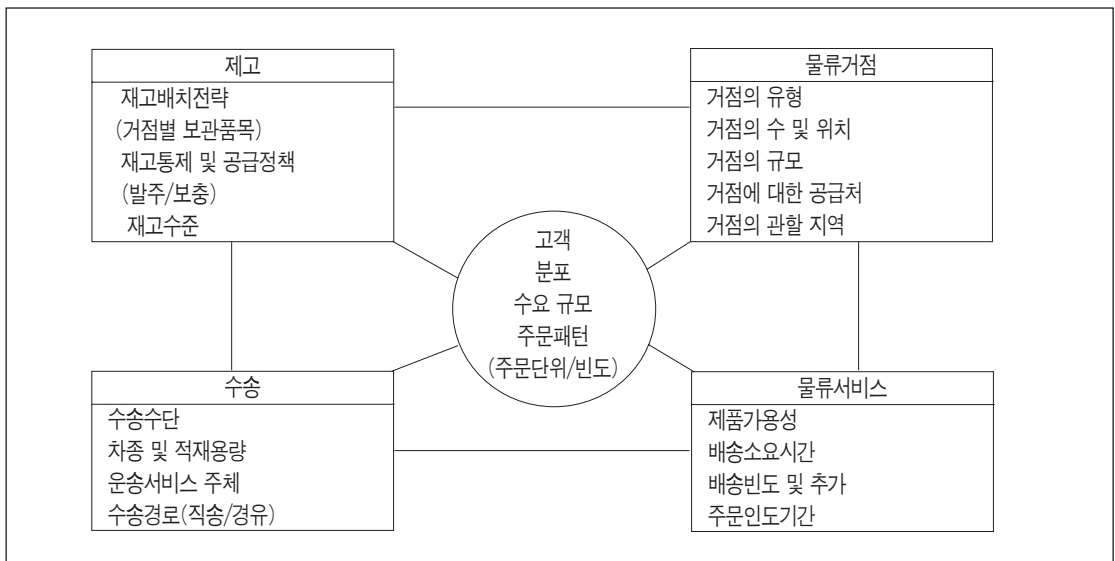 제고
재고배치전략
(거점별 보관품목)
재고통제 및 공급정책
(발주/보충)
재고수준
물류거점
거점의 유형
거점의 수 및 위치
거점의 규모
거점에 대한 공급처
거점의 관할 지역
고객
분포
수요 규모
주문패턴
(주문단위/빈도)
수송
수송수단
차종 및 적재용량
운송서비스 주체
수송경로(직송/경유)
물류서비스
제품가용성
배송소요시간
배송빈도 및 추가
주문인도기간